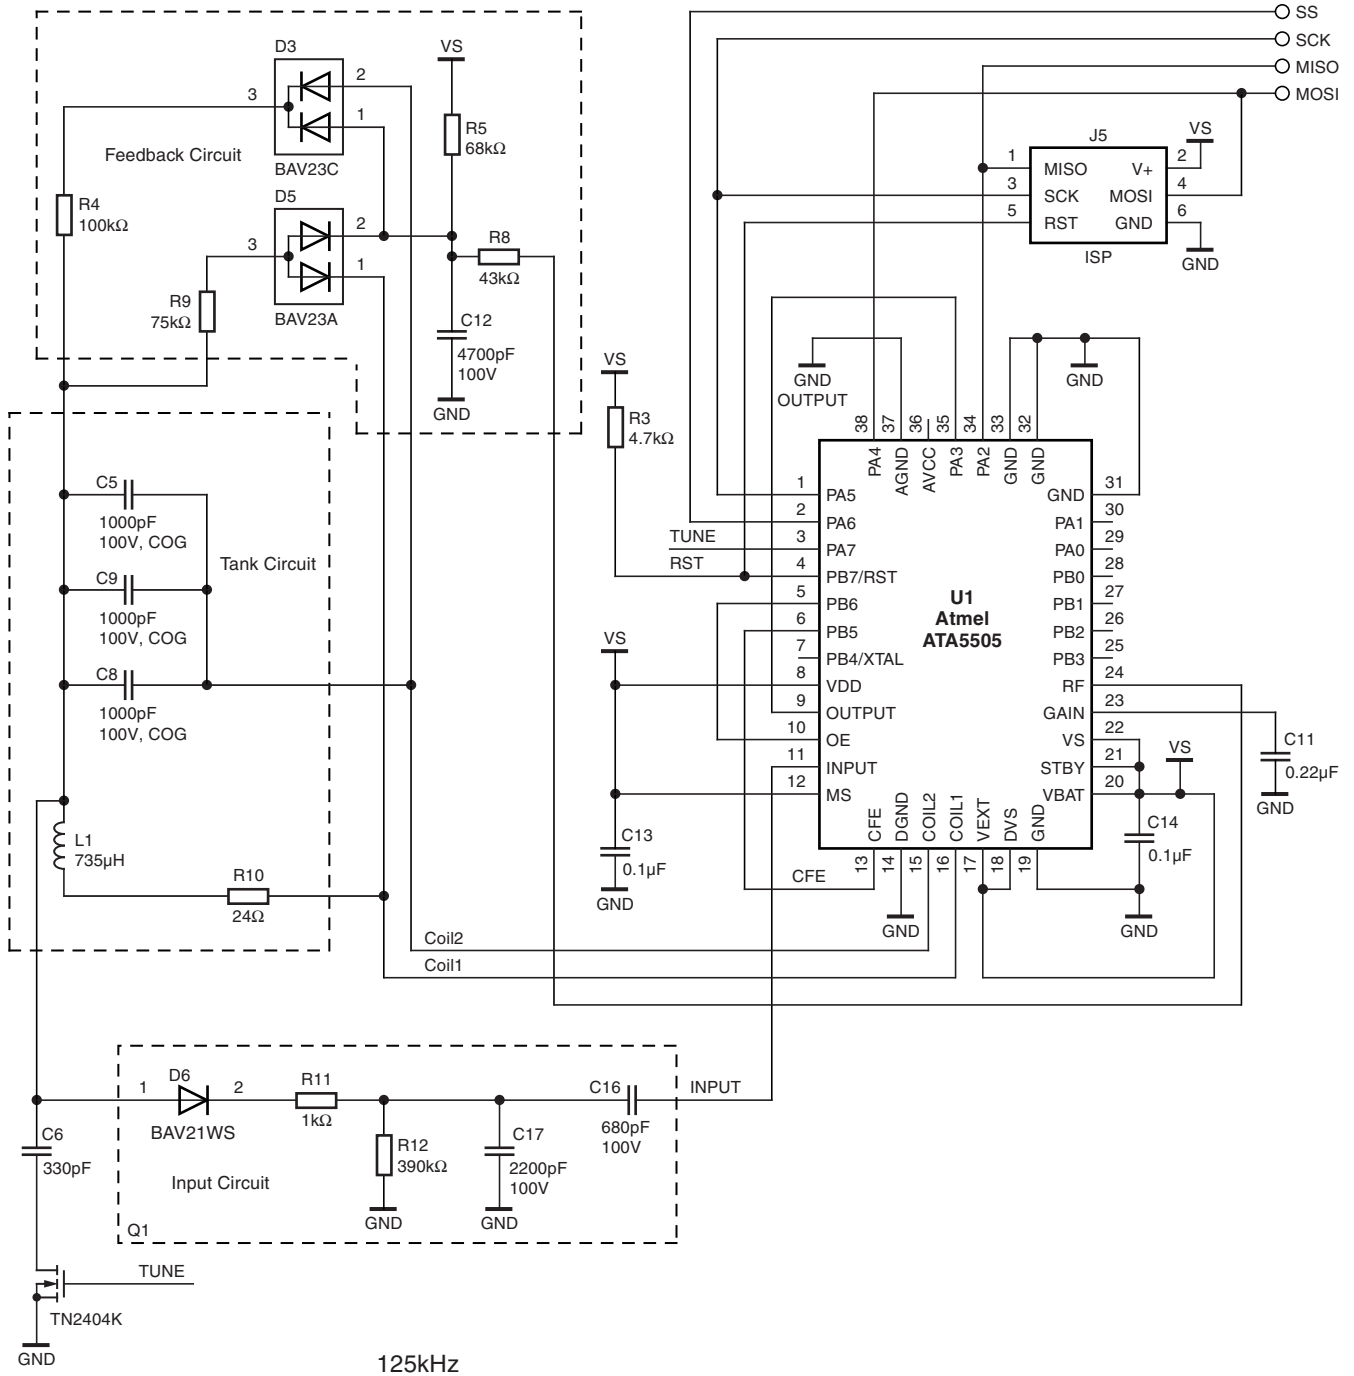 SS
SCK
MISO
MOSI
D3
VS
2
3
1
R5
68kΩ
Feedback Circuit
BAV23C
D5
R4
100kΩ
2
3
1
R8
43kΩ
R9
75kΩ
BAV23A
C12
4700pF
100V
GND
J5
VS
1
MISO
V+
2
3
SCK
MOSI
4
5
RST
GND
6
ISP
GND
VS
R3
4.7kΩ
GND
OUTPUT
GND
38
37
36
35
34
33
32
PA4
AGND
AVCC
PA3
PA2
GND
GND
C5
1000pF
100V, COG
Tank Circuit
C9
1000pF
100V, COG
C8
1000pF
100V, COG
L1
735µH
R10
24Ω
1
PA5
2
PA6
TUNE
3
PA7
RST
4
PB7/RST
5
PB6
6
PB5
7
PB4/XTAL
8
VDD
9
OUTPUT
10
OE
11
INPUT
12
MS
U1
Atmel
ATA5505
GND
31
PA1
30
PA0
29
PB0
28
PB1
27
PB2
26
PB3
25
RF
24
GAIN
23
VS
22
STBY
21
VBAT
20
VS
C13
0.1µF
GND
CFE
DGND
COIL2
COIL1
VEXT
DVS
GND
CFE
13
14
15
16
17
18
19
GND
VS
C11
0.22µF
GND
C14
0.1µF
GND
Coil2
Coil1
1
D6
2
BAV21WS
R11
1kΩ
C16
680pF
100V
INPUT
C6
330pF
R12
390kΩ
GND
C17
2200pF
100V
GND
Input Circuit
Q1
TUNE
TN2404K
GND
125kHz